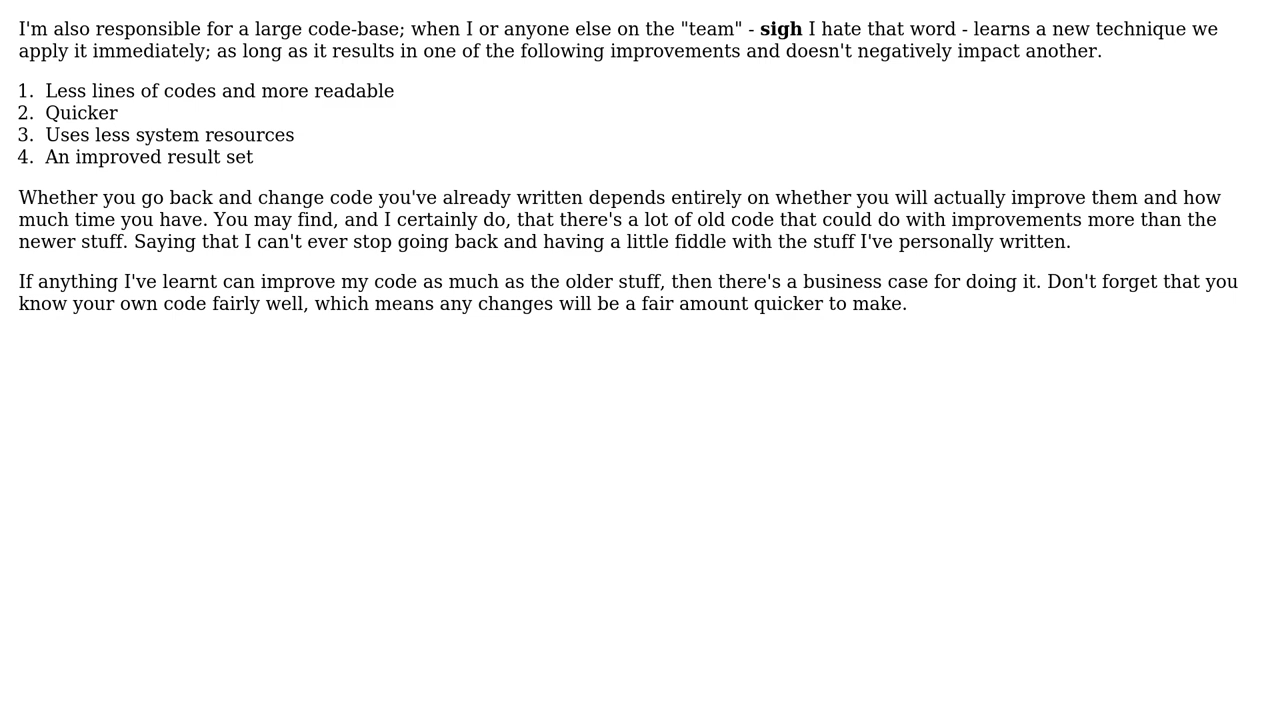 I'm also responsible for a large code-base; when I or anyone else on the "team" - sigh I hate that word - learns a new technique we
apply it immediately; as long as it results in one of the following improvements and doesn't negatively impact another.
1. Less lines of codes and more readable
2. Quicker
3. Uses less system resources
4. An improved result set
Whether you go back and change code you've already written depends entirely on whether you will actually improve them and how
much time you have. You may find, and I certainly do, that there's a lot of old code that could do with improvements more than the
newer stuff. Saying that I can't ever stop going back and having a little fiddle with the stuff I've personally written.
If anything I've learnt can improve my code as much as the older stuff, then there's a business case for doing it. Don't forget that you
know your own code fairly well, which means any changes will be a fair amount quicker to make.